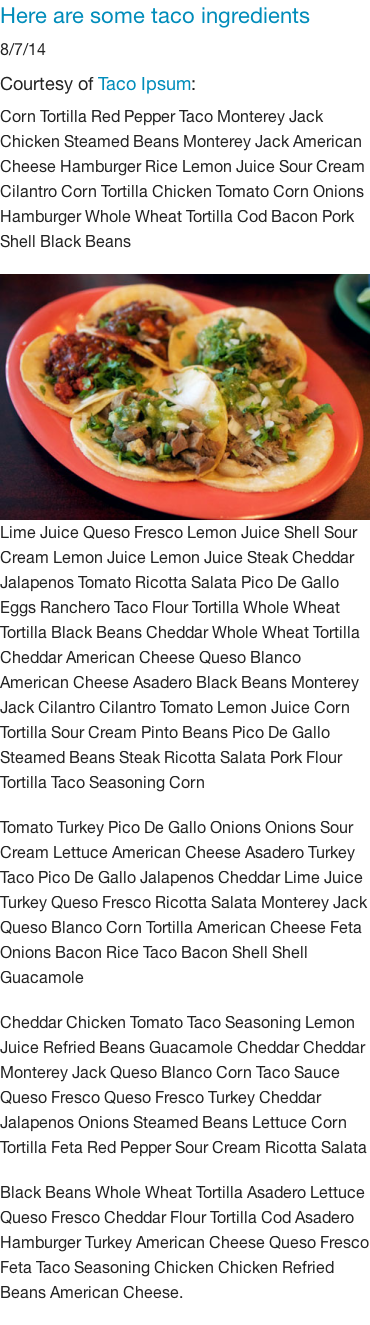 Here are some taco ingredients
8/7/14
Courtesy of Taco Ipsum:
Corn Tortilla Red Pepper Taco Monterey Jack
Chicken Steamed Beans Monterey Jack American
Cheese Hamburger Rice Lemon Juice Sour Cream
Cilantro Corn Tortilla Chicken Tomato Corn Onions
Hamburger Whole Wheat Tortilla Cod Bacon Pork
Shell Black Beans
Lime Juice Queso Fresco Lemon Juice Shell Sour
Cream Lemon Juice Lemon Juice Steak Cheddar
Jalapenos Tomato Ricotta Salata Pico De Gallo
Eggs Ranchero Taco Flour Tortilla Whole Wheat
Tortilla Black Beans Cheddar Whole Wheat Tortilla
Cheddar American Cheese Queso Blanco
American Cheese Asadero Black Beans Monterey
Jack Cilantro Cilantro Tomato Lemon Juice Corn
Tortilla Sour Cream Pinto Beans Pico De Gallo
Steamed Beans Steak Ricotta Salata Pork Flour
Tortilla Taco Seasoning Corn
Tomato Turkey Pico De Gallo Onions Onions Sour
Cream Lettuce American Cheese Asadero Turkey
Taco Pico De Gallo Jalapenos Cheddar Lime Juice
Turkey Queso Fresco Ricotta Salata Monterey Jack
Queso Blanco Corn Tortilla American Cheese Feta
Onions Bacon Rice Taco Bacon Shell Shell
Guacamole
Cheddar Chicken Tomato Taco Seasoning Lemon
Juice Refried Beans Guacamole Cheddar Cheddar
Monterey Jack Queso Blanco Corn Taco Sauce
Queso Fresco Queso Fresco Turkey Cheddar
Jalapenos Onions Steamed Beans Lettuce Corn
Tortilla Feta Red Pepper Sour Cream Ricotta Salata
Black Beans Whole Wheat Tortilla Asadero Lettuce
Queso Fresco Cheddar Flour Tortilla Cod Asadero
Hamburger Turkey American Cheese Queso Fresco
Feta Taco Seasoning Chicken Chicken Refried
Beans American Cheese.